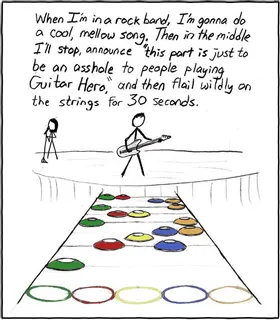 When I'm in a rock band, I'm gonna do
a cool, mellow song. Then in the middle
I'll stop, announce "this part is just to
be an asshole to people playing
Guitar Hero," and then flail wildly on
the strings for 30 seconds.